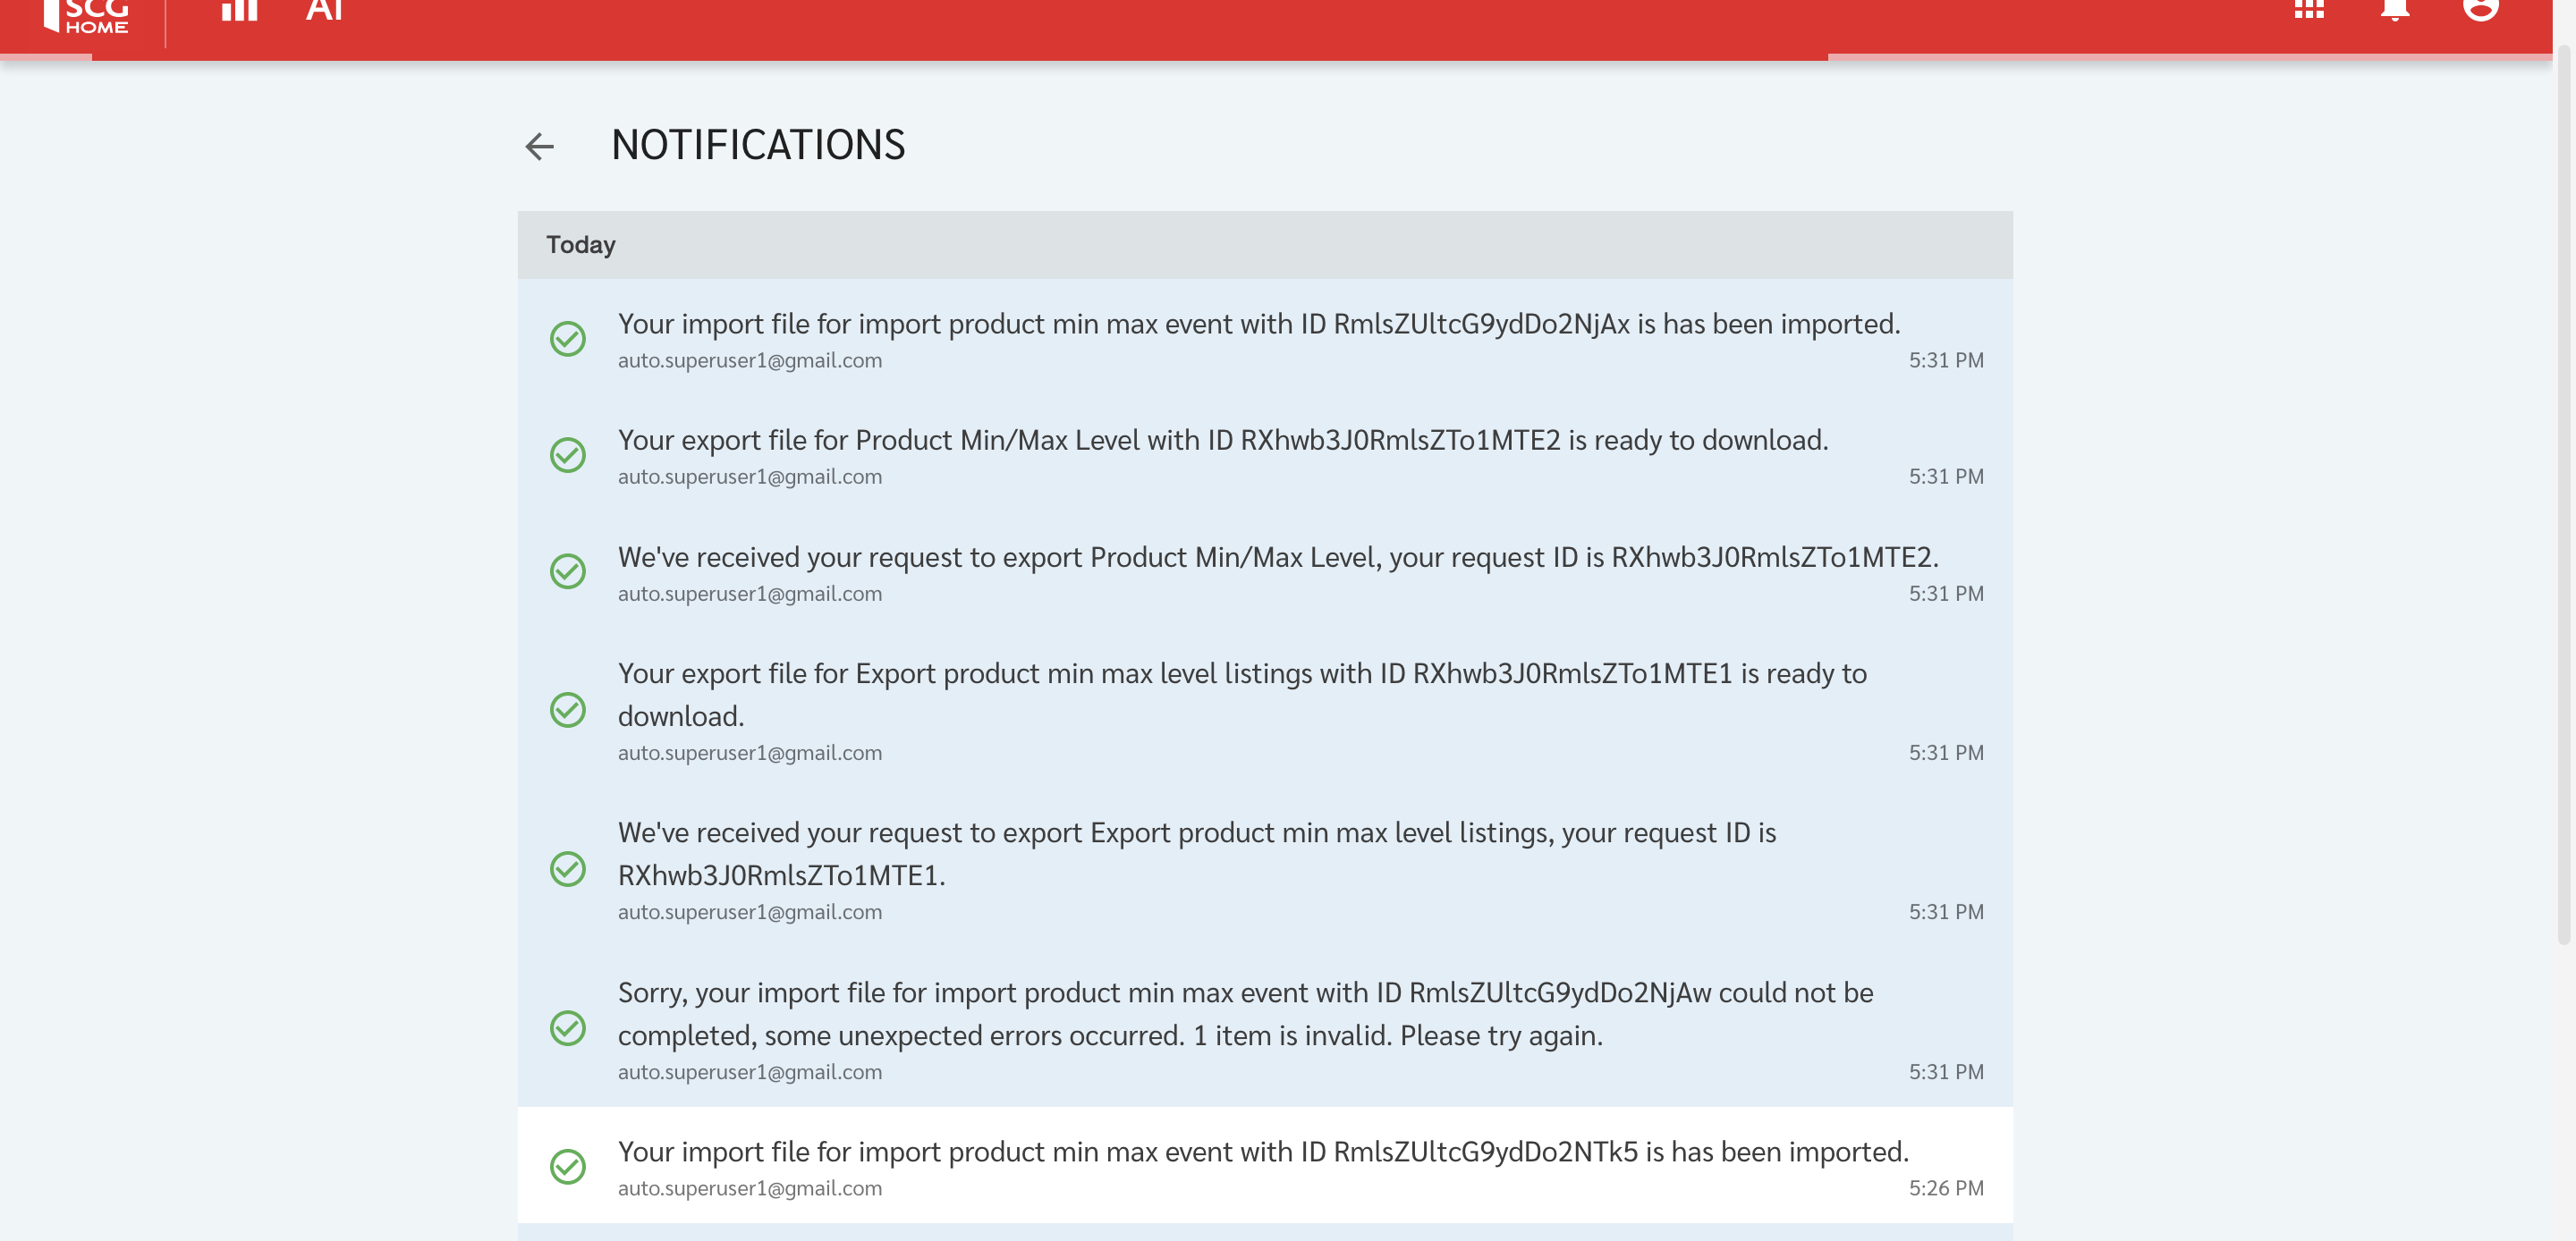 SCG
HOME
AI
NOTIFICATIONS
Today
Your import file for import product min max event with ID RmlsZUltcG9ydDo2NjAx is has been imported.
auto.superuser1@gmail.com
5:31 PM
Your export file for Product Min/Max Level with ID RXhwb3J0RmlsZTo1MTE2 is ready to download.
auto.superuser1@gmail.com
5:31 PM
We've received your request to export Product Min/Max Level, your request ID is RXhwb3J0RmlsZTo1MTE2.
auto.superuser1@gmail.com
5:31 PM
Your export file for Export product min max level listings with ID RXhwb3J0RmlsZTo1MTE1 is ready to
download.
auto.superuser1@gmail.com
5:31 PM
We've received your request to export Export product min max level listings, your request ID is
RXhwb3J0RmlsZTo1MTE1.
auto.superuser1@gmail.com
5:31 PM
Sorry, your import file for import product min max event with ID RmlsZUltcG9ydDo2NjAw could not be
completed, some unexpected errors occurred. 1 item is invalid. Please try again.
auto.superuser1@gmail.com
5:31 PM
Your import file for import product min max event with ID RmlsZUltcG9ydDo2NTk5 is has been imported.
auto.superuser1@gmail.com
5:26 PM